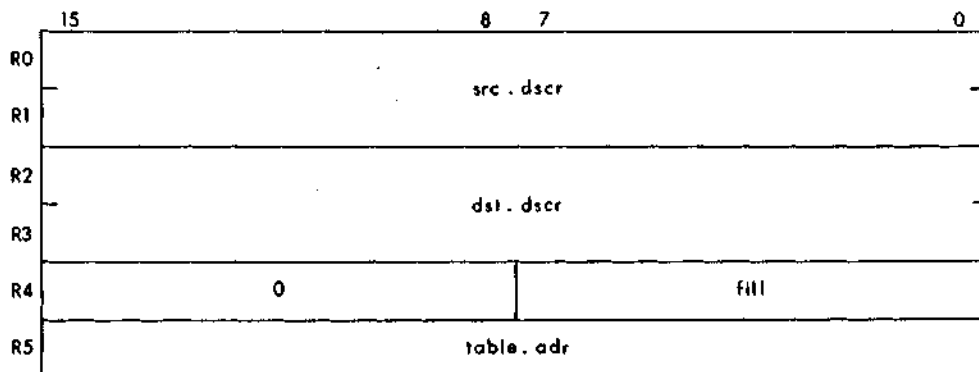 15 8 7 0
R0
src.dscr
R1
R2
dst.dscr
R3
R4 0 fill
R5 table.adr